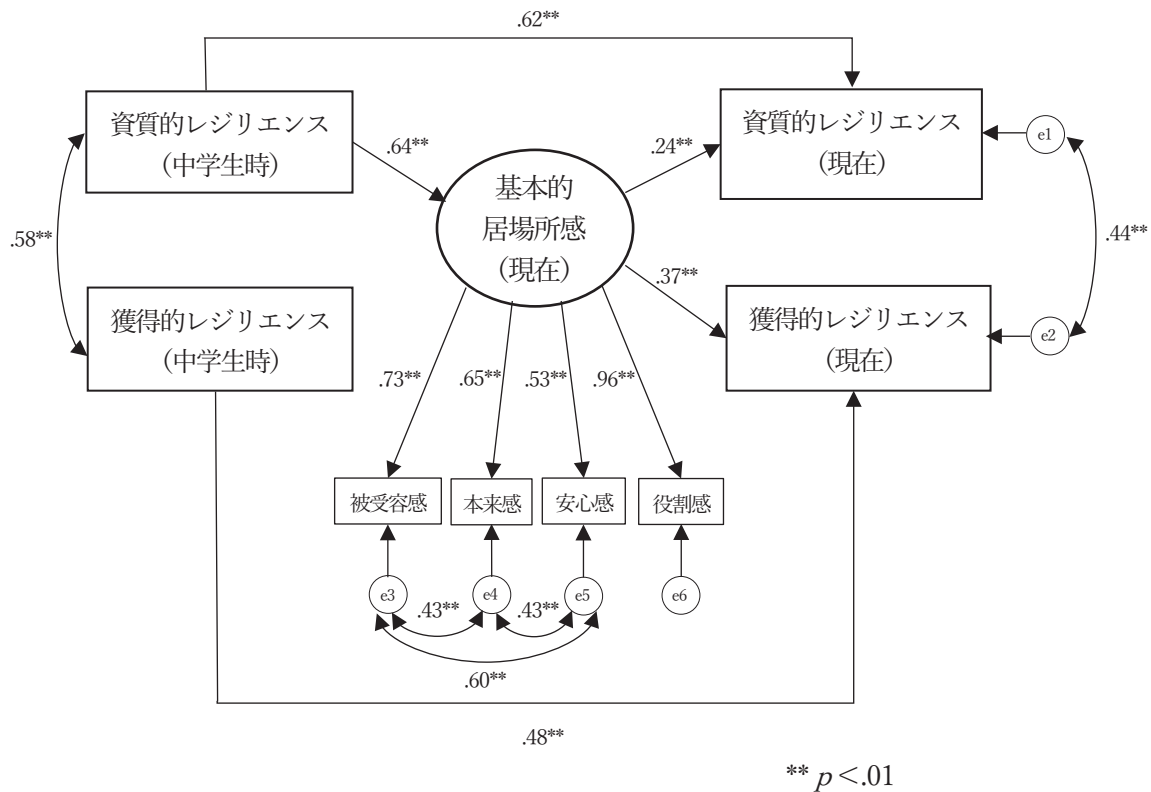 .62**
資質的レジリエンス
(中学生時)
.64**
基本的
居場所感
(現在)
.24**
資質的レジリエンス
(現在)
e1
.58**
.44**
獲得的レジリエンス
(中学生時)
.37**
獲得的レジリエンス
(現在)
e2
.73**
.65**
.53**
.96**
被受容感
本来感
安心感
役割感
e3
e4
e5
e6
.43**
.43**
.60**
.48**
** p<.01